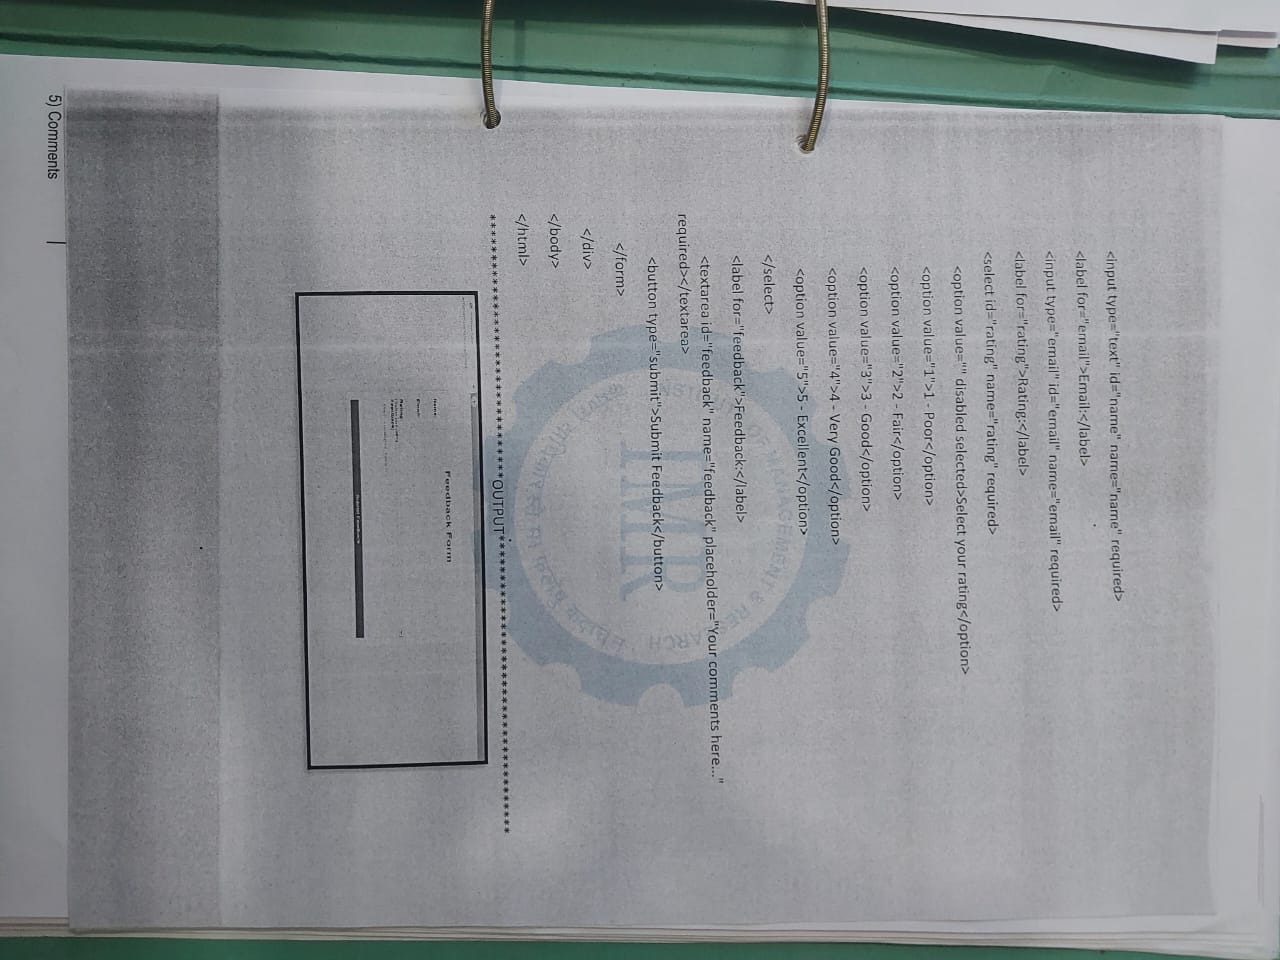 <input type="text" id="name" name="name" required>
<label for="email">Email:</label>
<input type="email" id="email" name="email" required>
<label for="rating">Rating:</label>
<select id="rating" name="rating" required>
<option value="" disabled selected>Select your rating</option>
<option value="1">1 - Poor</option>
<option value="2">2 - Fair</option>
<option value="3">3 - Good</option>
<option value="4">4 - Very Good</option>
<option value="5">5 - Excellent</option>
</select>
<label for="feedback">Feedback:</label>
<textarea id="feedback" name="feedback" placeholder="Your comments here..."
required></textarea>
<button type="submit">Submit Feedback</button>
</form>
</div>
</body>
</html>
********************************OUTPUT*************************************
OF MANAGEMENT & RESEARCH
IMR
Feedback Form
Name:
Email:
Rating:
Feedback:
Submit Feedback
5) Comments